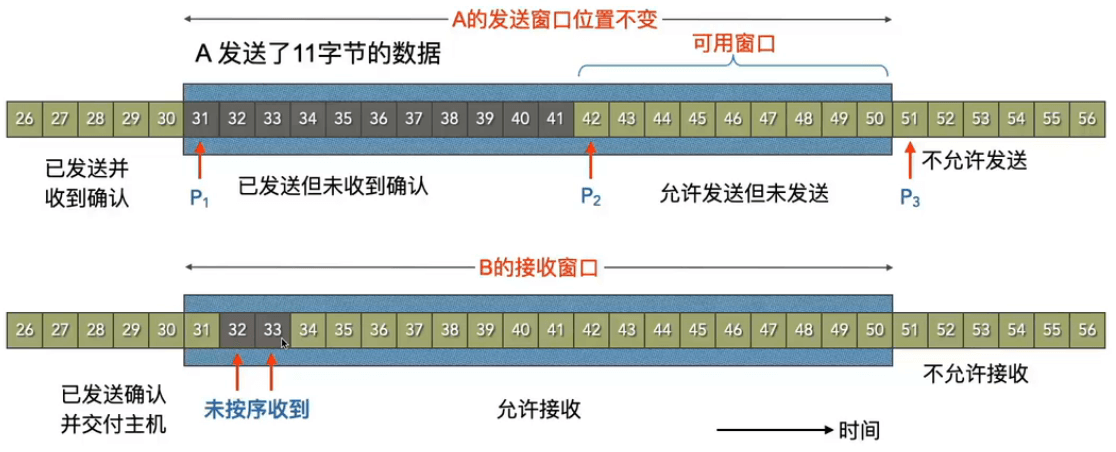 A的发送窗口位置不变
A 发送了11字节的数据
可用窗口
26 27 28 29 30 31 32 33 34 35 36 37 38 39 40 41 42 43 44 45 46 47 48 49 50 51 52 53 54 55 56
已发送并
收到确认
P1
已发送但未收到确认
P2
允许发送但未发送
P3
不允许发送
B的接收窗口
26 27 28 29 30 31 32 33 34 35 36 37 38 39 40 41 42 43 44 45 46 47 48 49 50 51 52 53 54 55 56
已发送确认
并交付主机
未按序收到
允许接收
不允许接收
时间